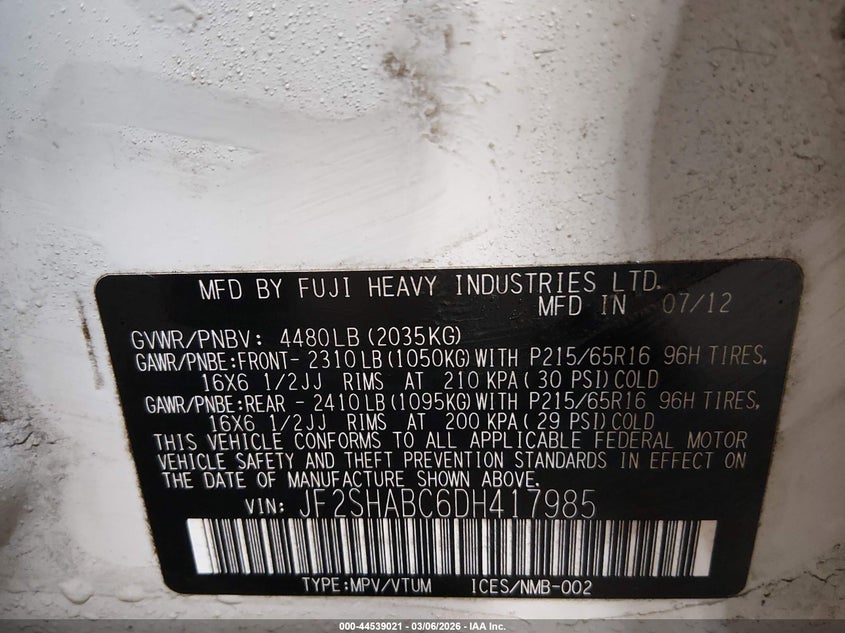 MFD BY FUJI HEAVY INDUSTRIES LTD.
MFD IN 07/12
GVWR/PNBV: 4480LB(2035KG)
GAWR/PNBE:FRONT- 2310LB(1050KG)WITH P215/65R16 96H TIRES,
16X6 1/2JJ RIMS AT 210 KPA(30 PSI)COLD
GAWR/PNBE:REAR - 2410LB(1095KG)WITH P215/65R16 96H TIRES,
16X6 1/2JJ RIMS AT 200 KPA(29 PSI)COLD
THIS VEHICLE CONFORMS TO ALL APPLICABLE FEDERAL MOTOR
VEHICLE SAFETY AND THEFT PREVENTION STANDARDS IN EFFECT ON
THE DATE OF MANUFACTURE SHOWN ABOVE.
VIN: JF2SHABC6DH417985
TYPE:MPV/VTUM ICES/NMB-002
000-44539021 - 03/06/2026 - IAA Inc.